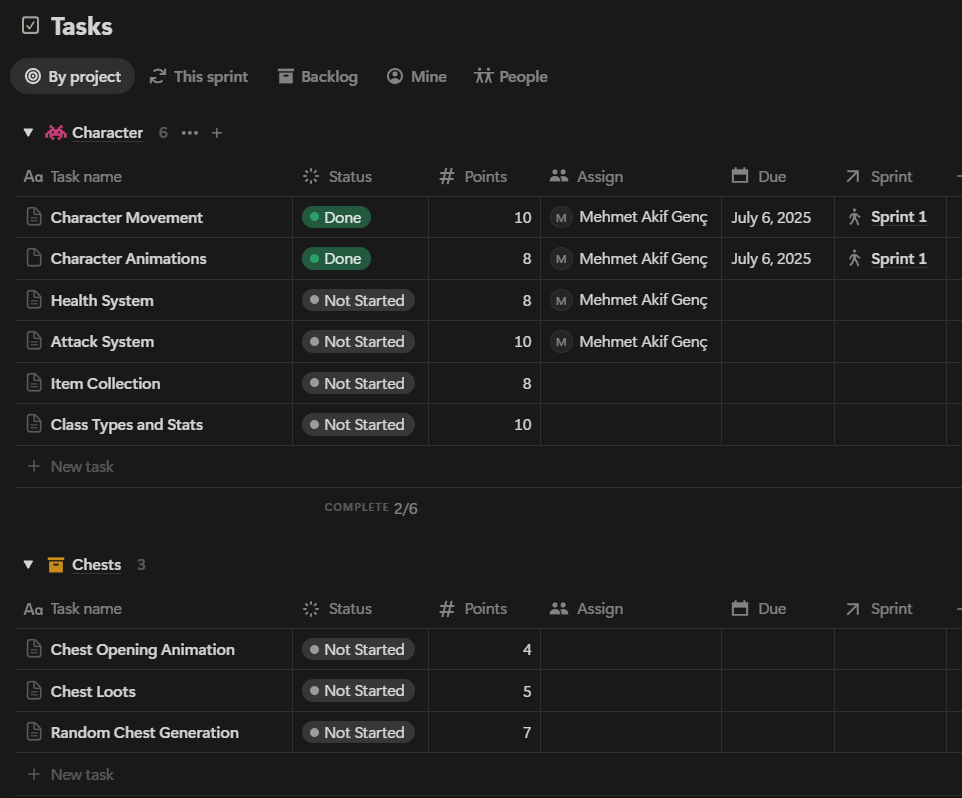 Tasks
By project This sprint Backlog Mine People
Character 6 ••• +
Aa Task name Status # Points Assign Due Sprint
Character Movement Done 10 M Mehmet Akif Genç July 6, 2025 Sprint 1
Character Animations Done 8 M Mehmet Akif Genç July 6, 2025 Sprint 1
Health System Not Started 8 M Mehmet Akif Genç
Attack System Not Started 10 M Mehmet Akif Genç
Item Collection Not Started 8
Class Types and Stats Not Started 10
+ New task
COMPLETE 2/6
Chests 3
Aa Task name Status # Points Assign Due Sprint
Chest Opening Animation Not Started 4
Chest Loots Not Started 5
Random Chest Generation Not Started 7
+ New task